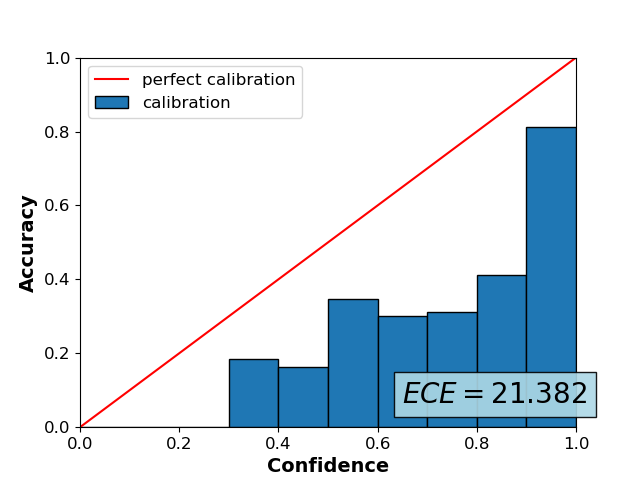 1.0
perfect calibration
calibration
0.8
0.6
Accuracy
0.4
0.2
ECE = 21.382
0.0
0.0 0.2 0.4 0.6 0.8 1.0
Confidence